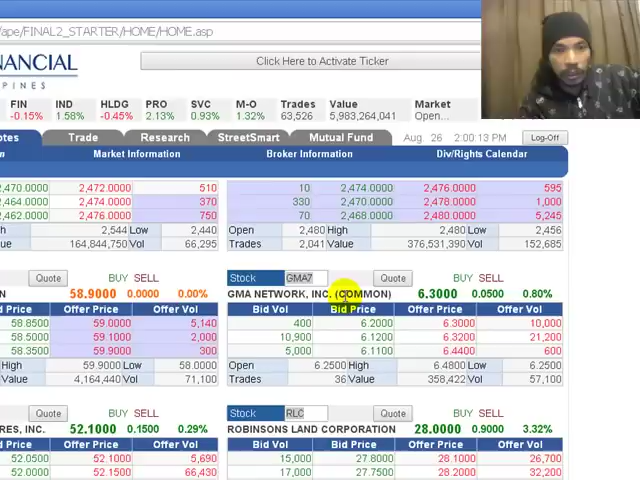 /ape/FINAL2_STARTER/HOME/HOME.asp
NANCIAL
IPPINES
Click Here to Activate Ticker
FIN IND HLDG PRO SVC M-O Trades Value Market
-0.15% 1.58% -0.45% 2.13% 0.93% 1.32% 63,526 5,983,264,041 Open...
otes Trade Research StreetSmart Mutual Fund Aug. 26 2:00:13 PM Log-Off
n Market Information Broker Information Div/Rights Calendar
2,470.0000 2,472.0000 510 10 2,474.0000 2,476.0000 595
2,464.0000 2,474.0000 370 330 2,470.0000 2,478.0000 1,000
2,462.0000 2,476.0000 750 70 2,468.0000 2,480.0000 5,245
2,544 Low 2,440 Open 2,480 High 2,480 Low 2,456
alue 164,844,750 Vol 66,295 Trades 2,041 Value 376,531,390 Vol 152,685
Quote BUY SELL Stock GMA7 Quote BUY SELL
N 58.9000 0.0000 0.00% GMA NETWORK, INC. (COMMON) 6.3000 0.0500 0.80%
d Price Offer Price Offer Vol Bid Vol Bid Price Offer Price Offer Vol
58.8500 59.0000 5,140 400 6.2000 6.3000 10,000
58.5000 59.1000 2,000 10,900 6.1200 6.3200 21,200
58.3500 59.9000 300 5,000 6.1100 6.4400 600
High 59.9000 Low 58.0000 Open 6.2500 High 6.4800 Low 6.2500
Value 4,164,440 Vol 71,100 Trades 36 Value 358,422 Vol 57,100
Quote BUY SELL Stock RLC Quote BUY SELL
RES, INC. 52.1000 0.1500 0.29% ROBINSONS LAND CORPORATION 28.0000 0.9000 3.32%
d Price Offer Price Offer Vol Bid Vol Bid Price Offer Price Offer Vol
52.0500 52.1000 5,690 15,000 27.8000 28.1000 26,700
52.0000 52.1500 66,430 17,000 27.7500 28.2000 32,200